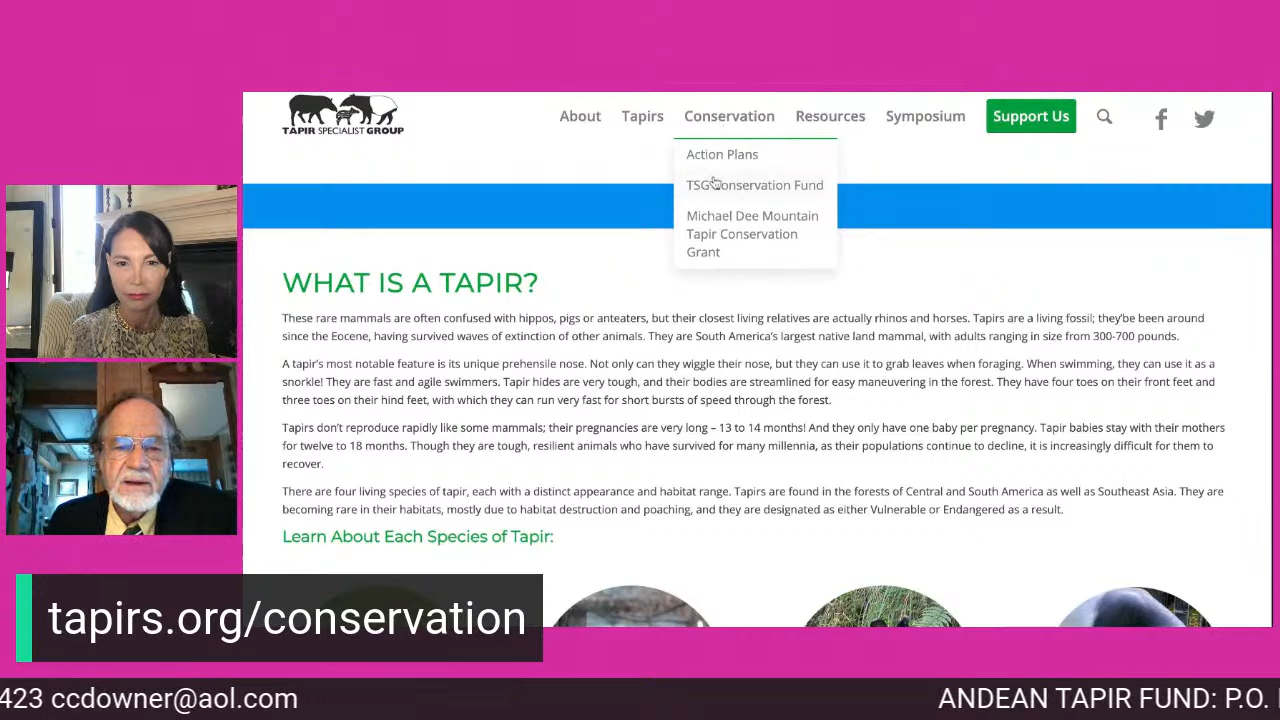 TAPIR SPECIALIST GROUP
About Tapirs Conservation Resources Symposium Support Us
Action Plans
TSG Conservation Fund
Michael Dee Mountain
Tapir Conservation
Grant
WHAT IS A TAPIR?
These rare mammals are often confused with hippos, pigs or anteaters, but their closest living relatives are actually rhinos and horses. Tapirs are a living fossil; they'be been around
since the Eocene, having survived waves of extinction of other animals. They are South America's largest native land mammal, with adults ranging in size from 300-700 pounds.
A tapir's most notable feature is its unique prehensile nose. Not only can they wiggle their nose, but they can use it to grab leaves when foraging. When swimming, they can use it as a
snorkle! They are fast and agile swimmers. Tapir hides are very tough, and their bodies are streamlined for easy maneuvering in the forest. They have four toes on their front feet and
three toes on their hind feet, with which they can run very fast for short bursts of speed through the forest.
Tapirs don't reproduce rapidly like some mammals; their pregnancies are very long – 13 to 14 months! And they only have one baby per pregnancy. Tapir babies stay with their mothers
for twelve to 18 months. Though they are tough, resilient animals who have survived for many millennia, as their populations continue to decline, it is increasingly difficult for them to
recover.
There are four living species of tapir, each with a distinct appearance and habitat range. Tapirs are found in the forests of Central and South America as well as Southeast Asia. They are
becoming rare in their habitats, mostly due to habitat destruction and poaching, and they are designated as either Vulnerable or Endangered as a result.
Learn About Each Species of Tapir:
tapirs.org/conservation
423 ccdowner@aol.com
ANDEAN TAPIR FUND: P.O.